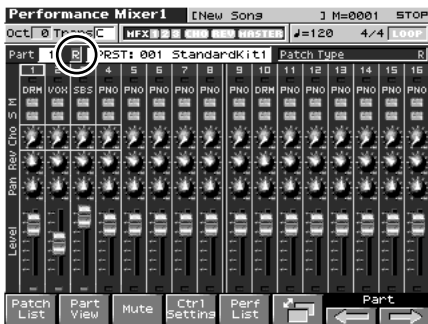 Performance Mixer1 [New Song ] M=0001 STOP
Oct 0 Trans C MFX 1 2 3 CHO REV MASTER ♩=120 4/4 LOOP
Part 1 R PRST: 001 StandardKit1 Patch Type R
1 2 3 4 5 6 7 8 9 10 11 12 13 14 15 16
DRM VOX SBS PNO PNO PNO PNO PNO PNO DRM PNO PNO PNO PNO PNO PNO
S M
Cho
Rev
Pan
Level
Patch List Part View Mute Ctrl Setting Perf List Part